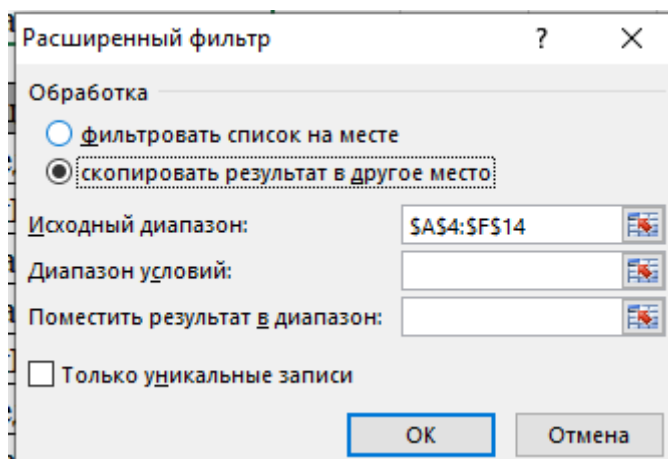 Расширенный фильтр ?
Обработка
фильтровать список на месте
скопировать результат в другое место
Исходный диапазон: $A$4:$F$14
Диапазон условий:
Поместить результат в диапазон:
Только уникальные записи
ОК Отмена